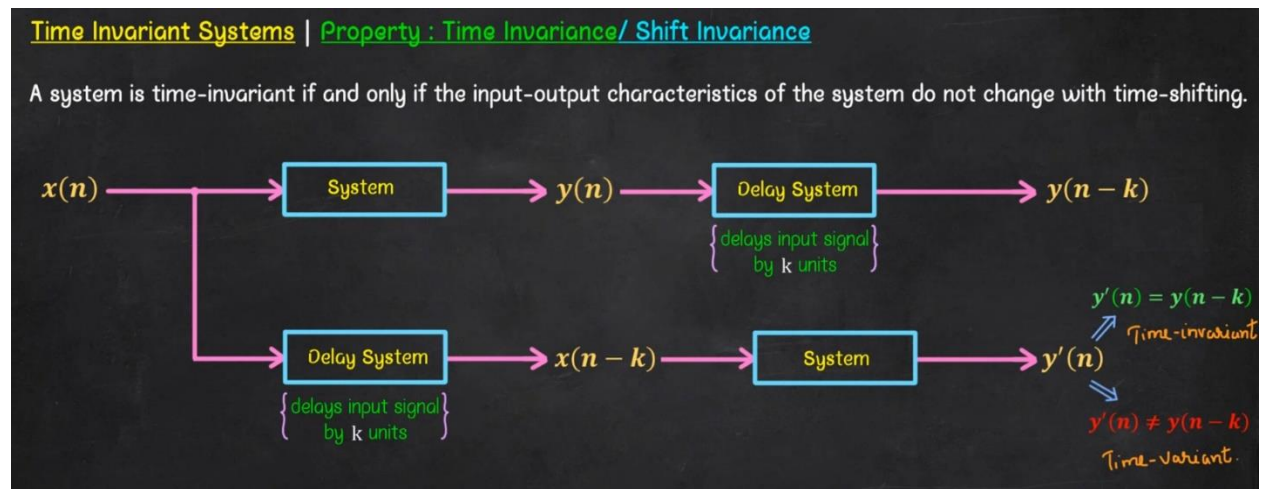 Time Invariant Systems | Property : Time Invariance/ Shift Invariance
A system is time-invariant if and only if the input-output characteristics of the system do not change with time-shifting.
x(n)
System
y(n)
Delay System
y(n − k)
{delays input signal
by k units}
Delay System
x(n − k)
System
y′(n)
{delays input signal
by k units}
y′(n) = y(n − k)
Time-invariant
y′(n) ≠ y(n − k)
Time-variant.